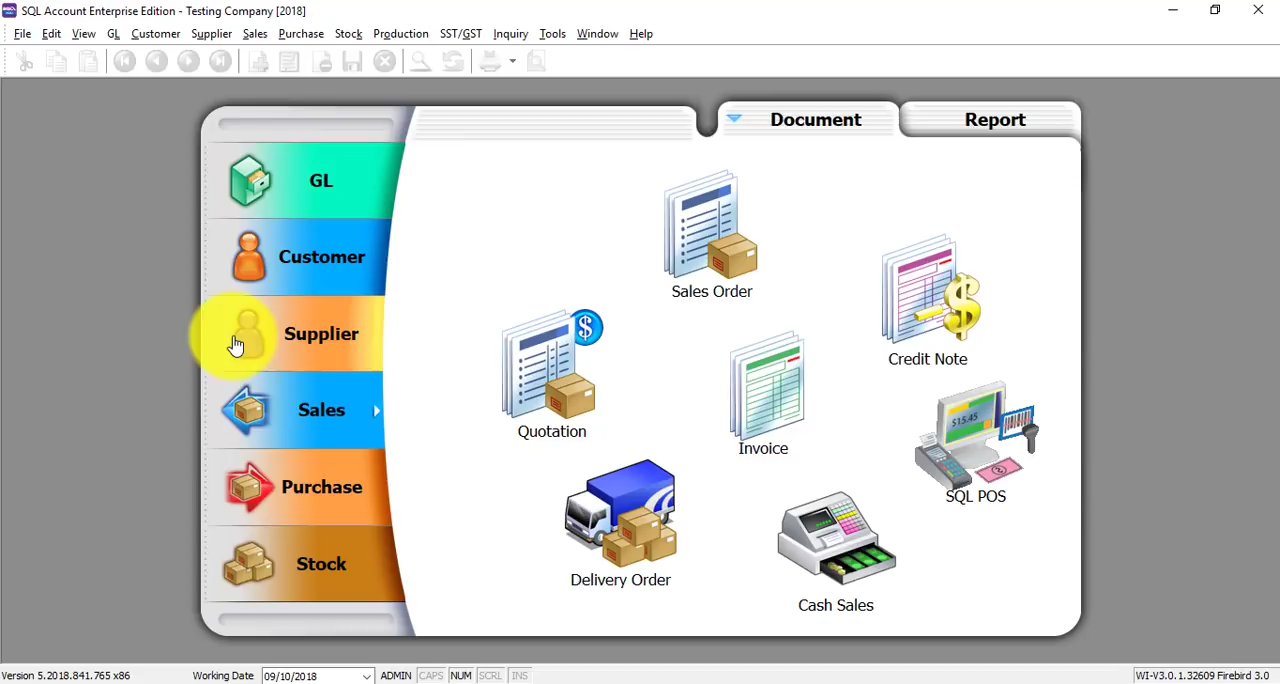 SQL Account Enterprise Edition - Testing Company [2018]
File Edit View GL Customer Supplier Sales Purchase Stock Production SST/GST Inquiry Tools Window Help
Document
Report
GL
Customer
Supplier
Sales
Purchase
Stock
Sales Order
Credit Note
Quotation
Invoice
$15.45
SQL POS
Delivery Order
Cash Sales
Version 5.2018.841.765 x86 Working Date 09/10/2018 ADMIN CAPS NUM SCRL INS WI-V3.0.1.32609 Firebird 3.0